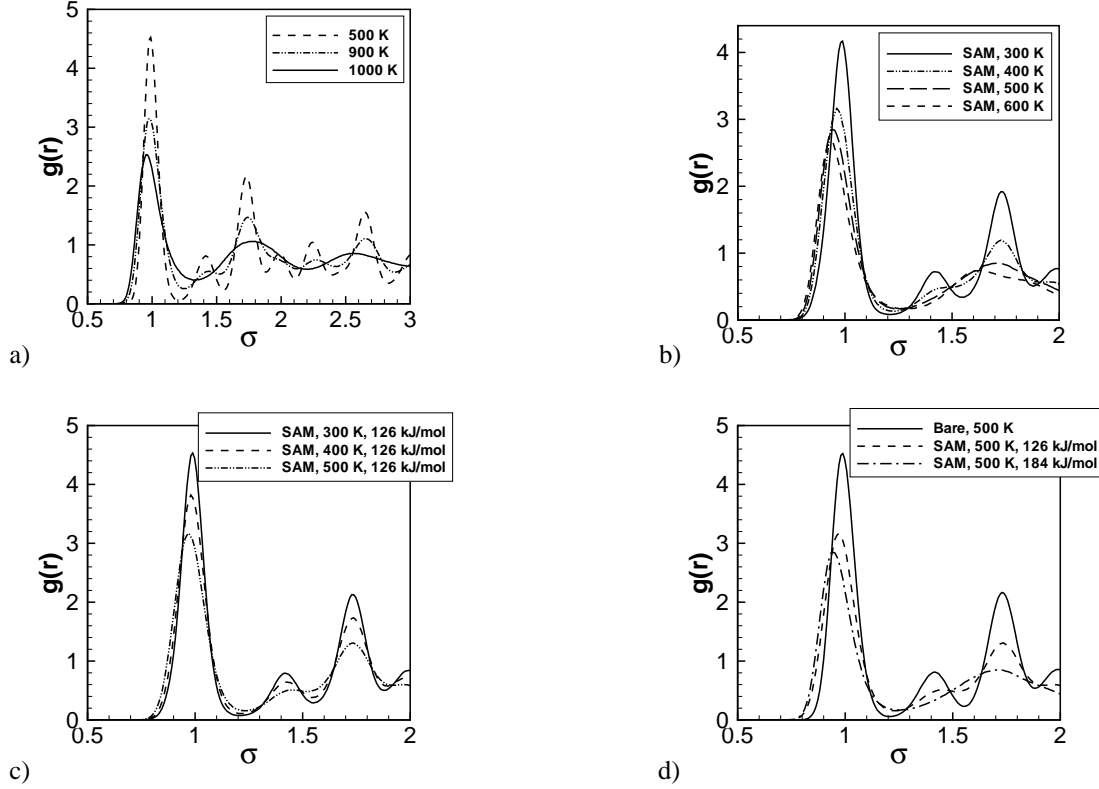 5
4
3
2
1
0
g(r)
0.5
1
1.5
2
2.5
3
σ
500 K
900 K
1000 K
a)
4
3
2
1
0
g(r)
0.5
1
1.5
2
σ
SAM, 300 K
SAM, 400 K
SAM, 500 K
SAM, 600 K
b)
5
4
3
2
1
0
g(r)
0.5
1
1.5
2
σ
SAM, 300 K, 126 kJ/mol
SAM, 400 K, 126 kJ/mol
SAM, 500 K, 126 kJ/mol
c)
5
4
3
2
1
0
g(r)
0.5
1
1.5
2
σ
Bare, 500 K
SAM, 500 K, 126 kJ/mol
SAM, 500 K, 184 kJ/mol
d)